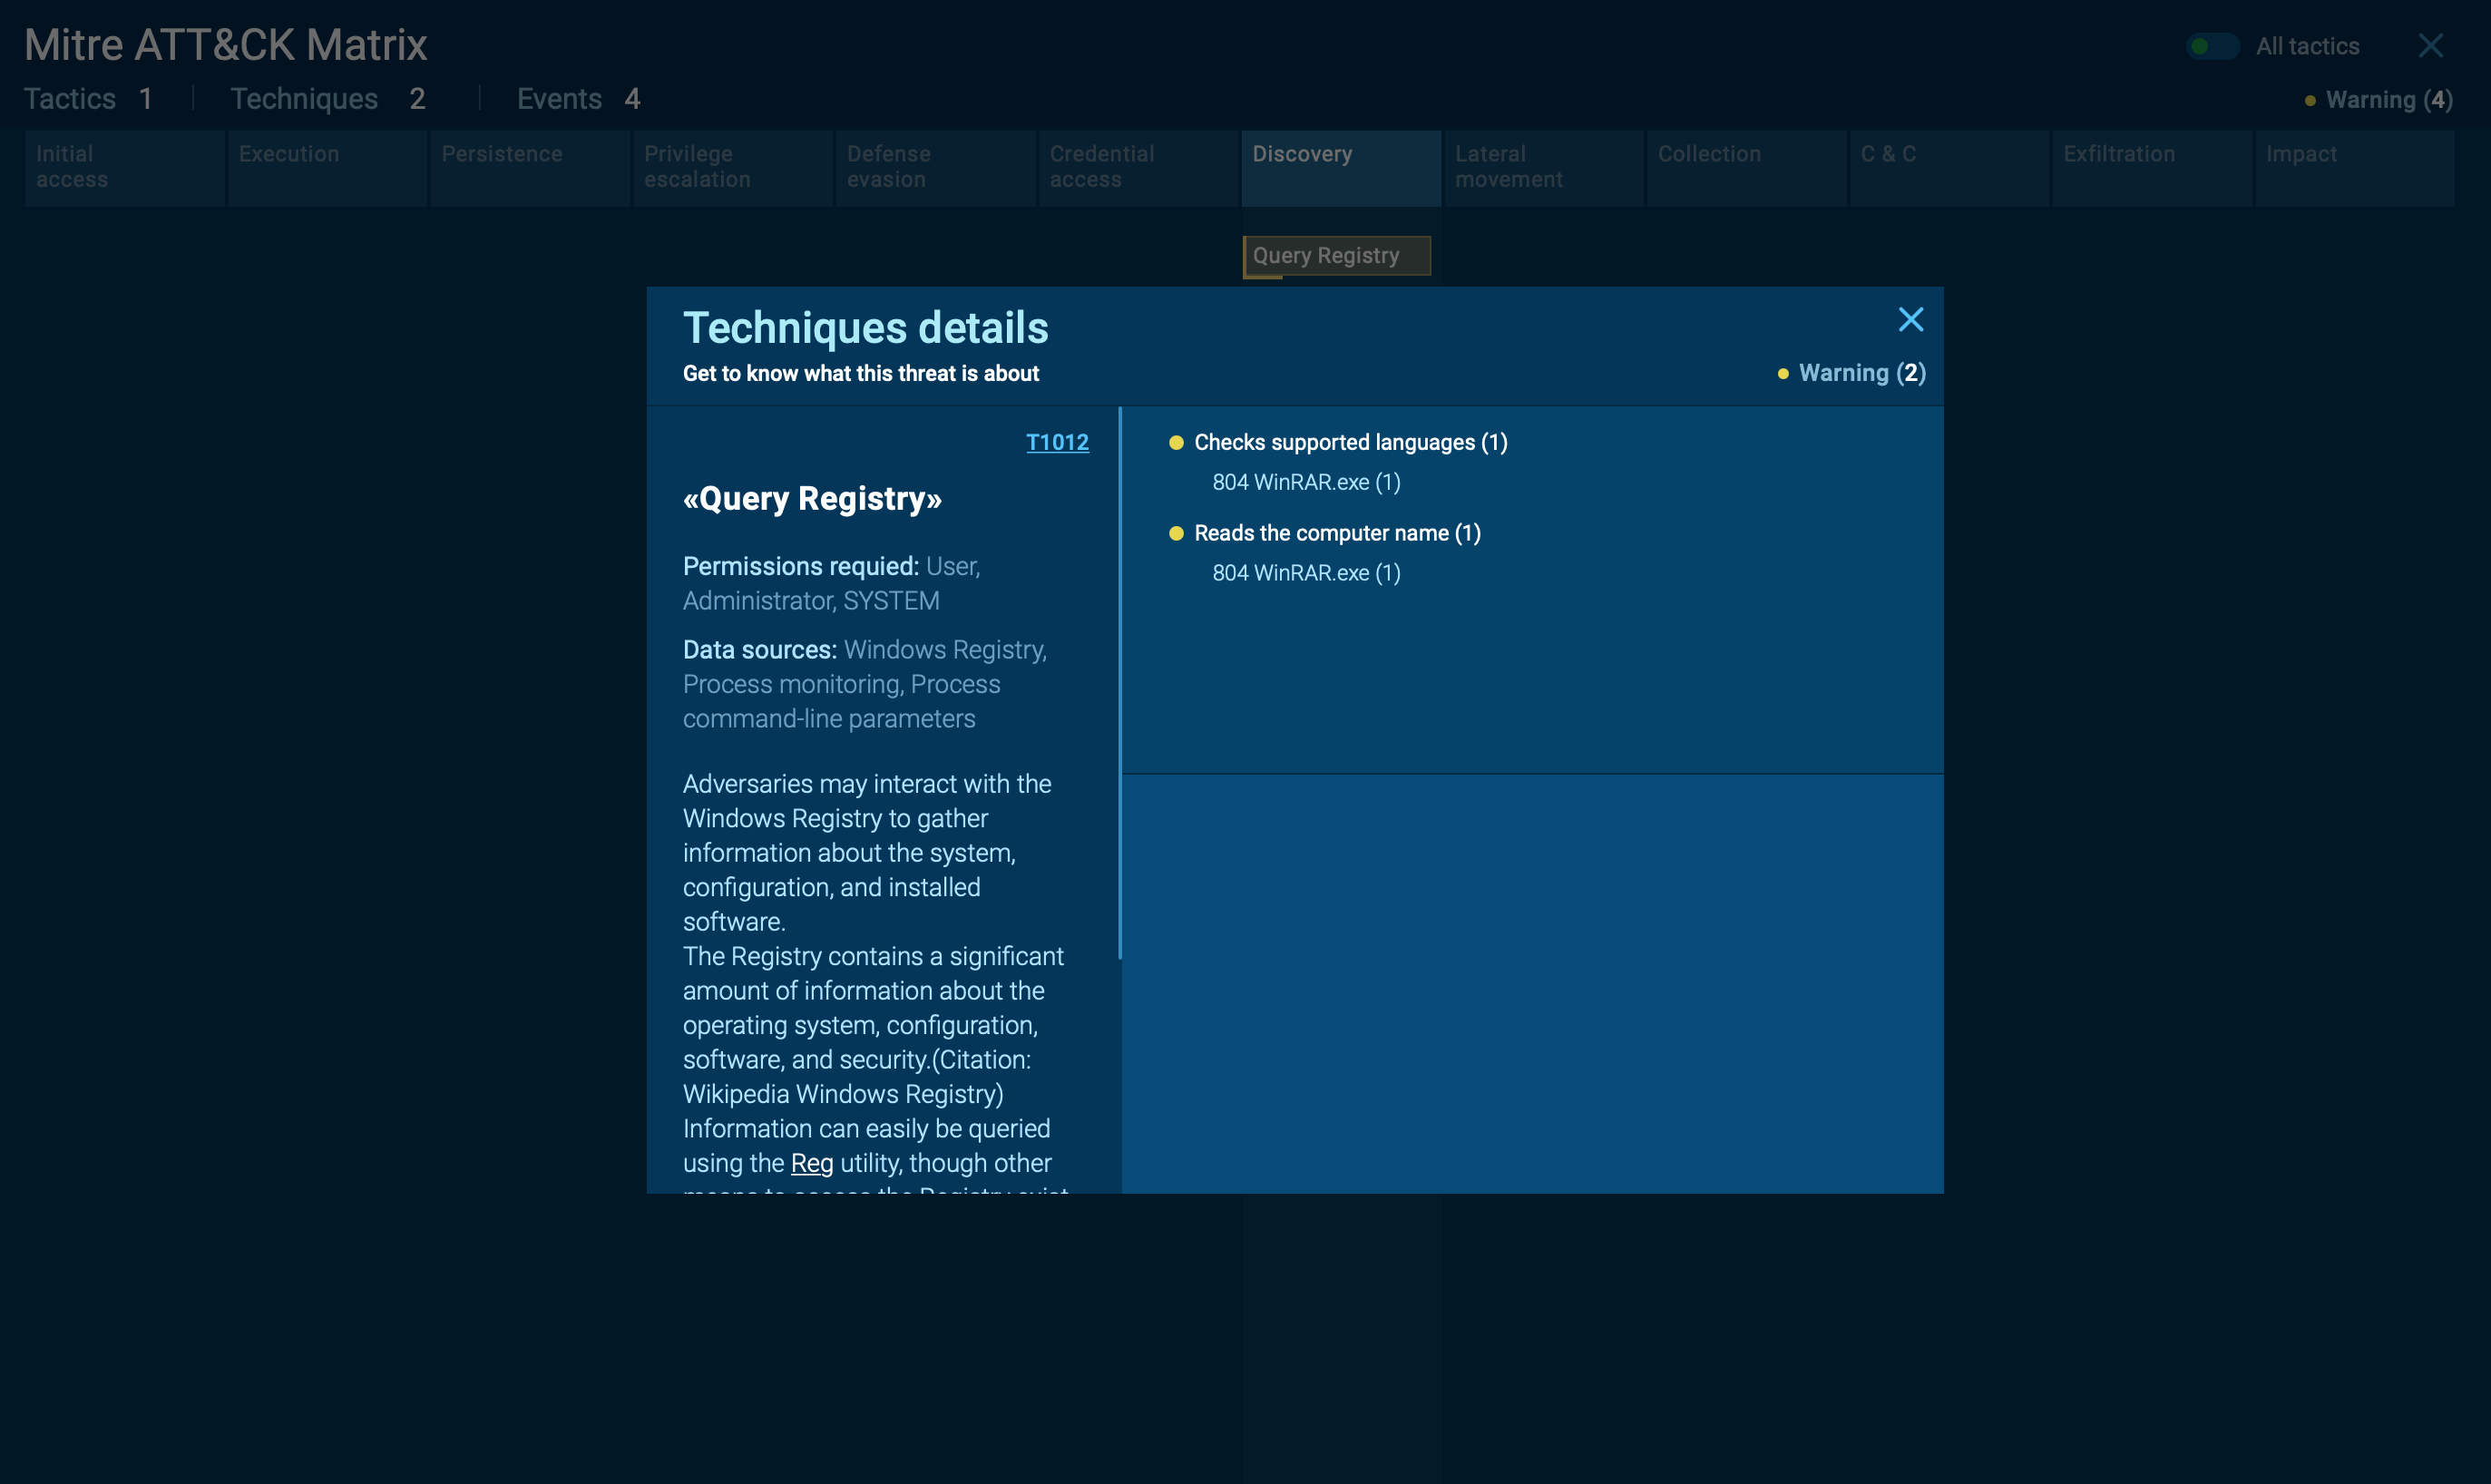 Mitre ATT&CK Matrix
All tactics
Tactics 1 Techniques 2 Events 4
Warning (4)
Initial access
Execution
Persistence
Privilege escalation
Defense evasion
Credential access
Discovery
Lateral movement
Collection
C & C
Exfiltration
Impact
Query Registry
Techniques details
Get to know what this threat is about
Warning (2)
T1012
«Query Registry»
Permissions requied: User,
Administrator, SYSTEM
Data sources: Windows Registry,
Process monitoring, Process
command-line parameters
Adversaries may interact with the
Windows Registry to gather
information about the system,
configuration, and installed
software.
The Registry contains a significant
amount of information about the
operating system, configuration,
software, and security.(Citation:
Wikipedia Windows Registry)
Information can easily be queried
using the Reg utility, though other
means to access the Registry exist
Checks supported languages (1)
804 WinRAR.exe (1)
Reads the computer name (1)
804 WinRAR.exe (1)